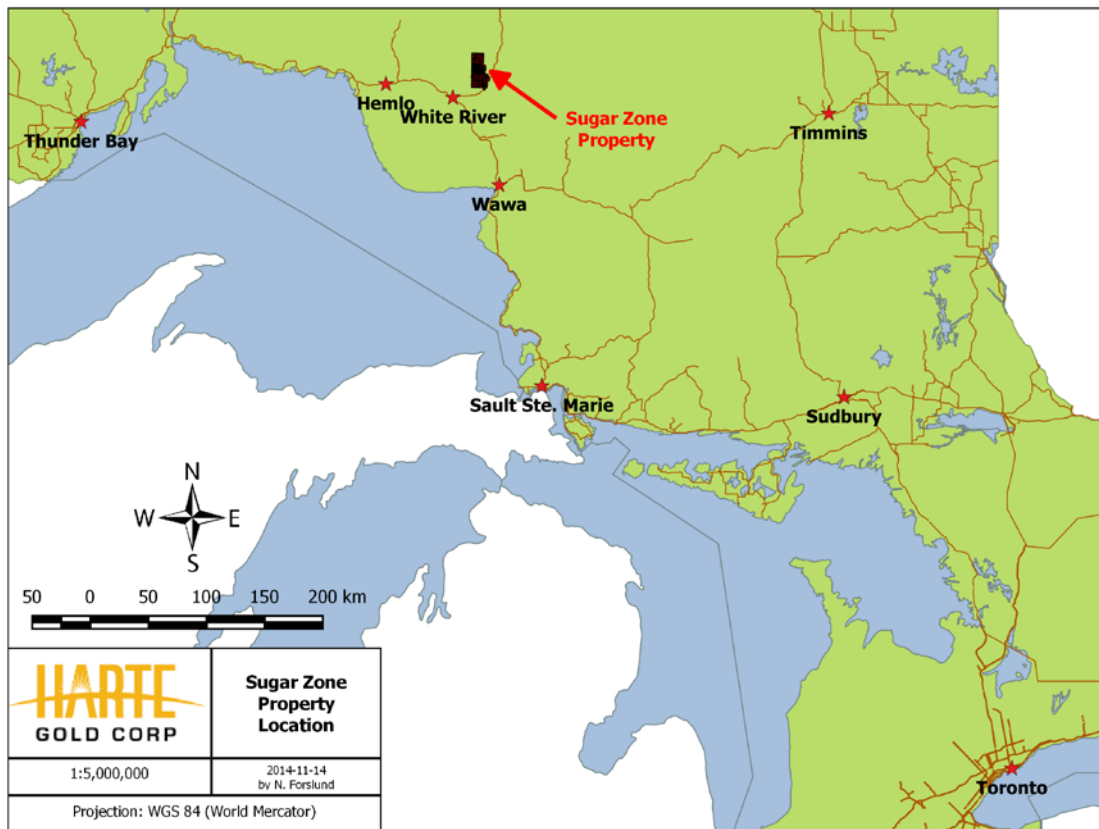 Hemlo
White River
Sugar Zone
Property
Thunder Bay
Timmins
Wawa
Sault Ste. Marie
Sudbury
N
W E
S
50 0 50 100 150 200 km
HARTE
GOLD CORP
Sugar Zone
Property
Location
1:5,000,000
2014-11-14
by N. Forslund
Projection: WGS 84 (World Mercator)
Toronto